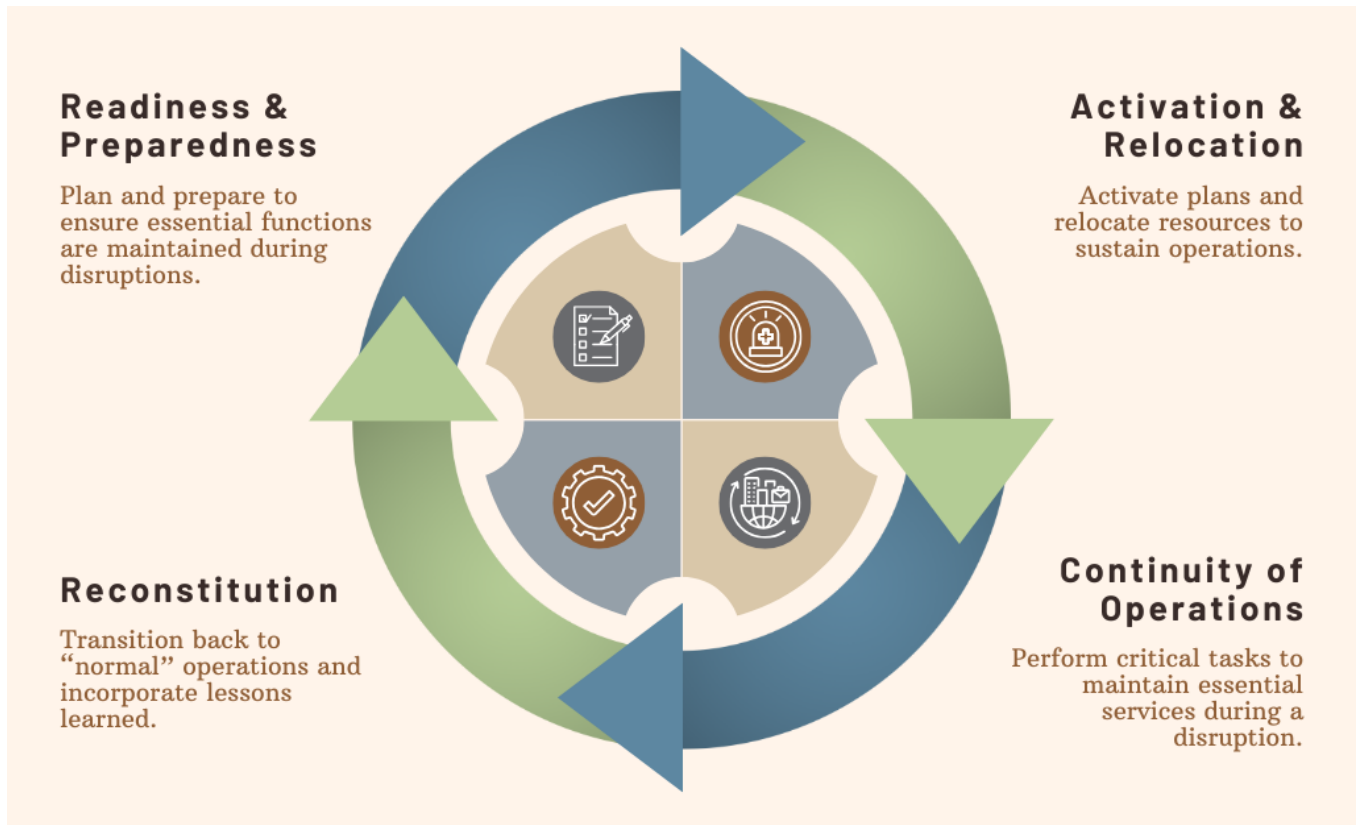 Readiness &
Preparedness
Plan and prepare to
ensure essential functions
are maintained during
disruptions.
Activation &
Relocation
Activate plans and
relocate resources to
sustain operations.
Reconstitution
Transition back to
“normal” operations and
incorporate lessons
learned.
Continuity of
Operations
Perform critical tasks to
maintain essential
services during a
disruption.